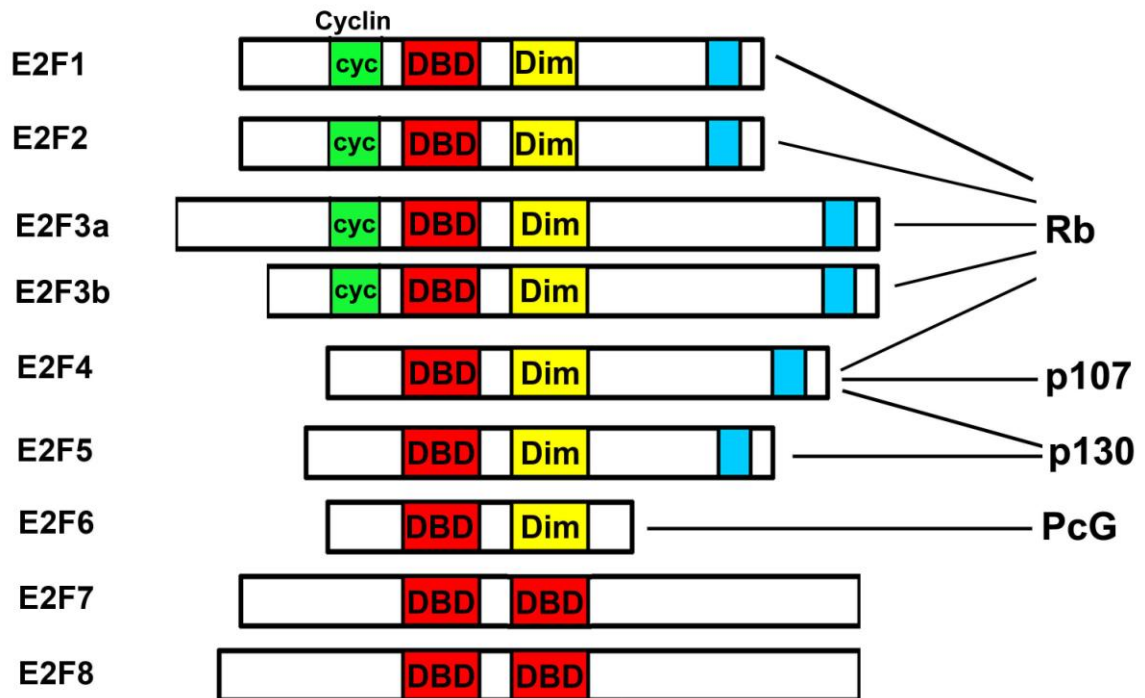 Cyclin
E2F1 cyc DBD Dim
E2F2 cyc DBD Dim
E2F3a cyc DBD Dim Rb
E2F3b cyc DBD Dim
E2F4 DBD Dim p107
E2F5 DBD Dim p130
E2F6 DBD Dim PcG
E2F7 DBD DBD
E2F8 DBD DBD